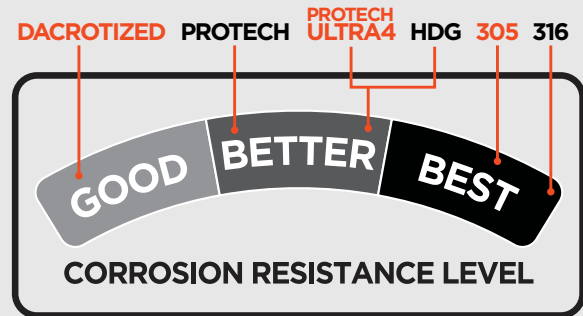 DACROTIZED PROTECH PROTECH ULTRA4 HDG 305 316
GOOD BETTER BEST
CORROSION RESISTANCE LEVEL